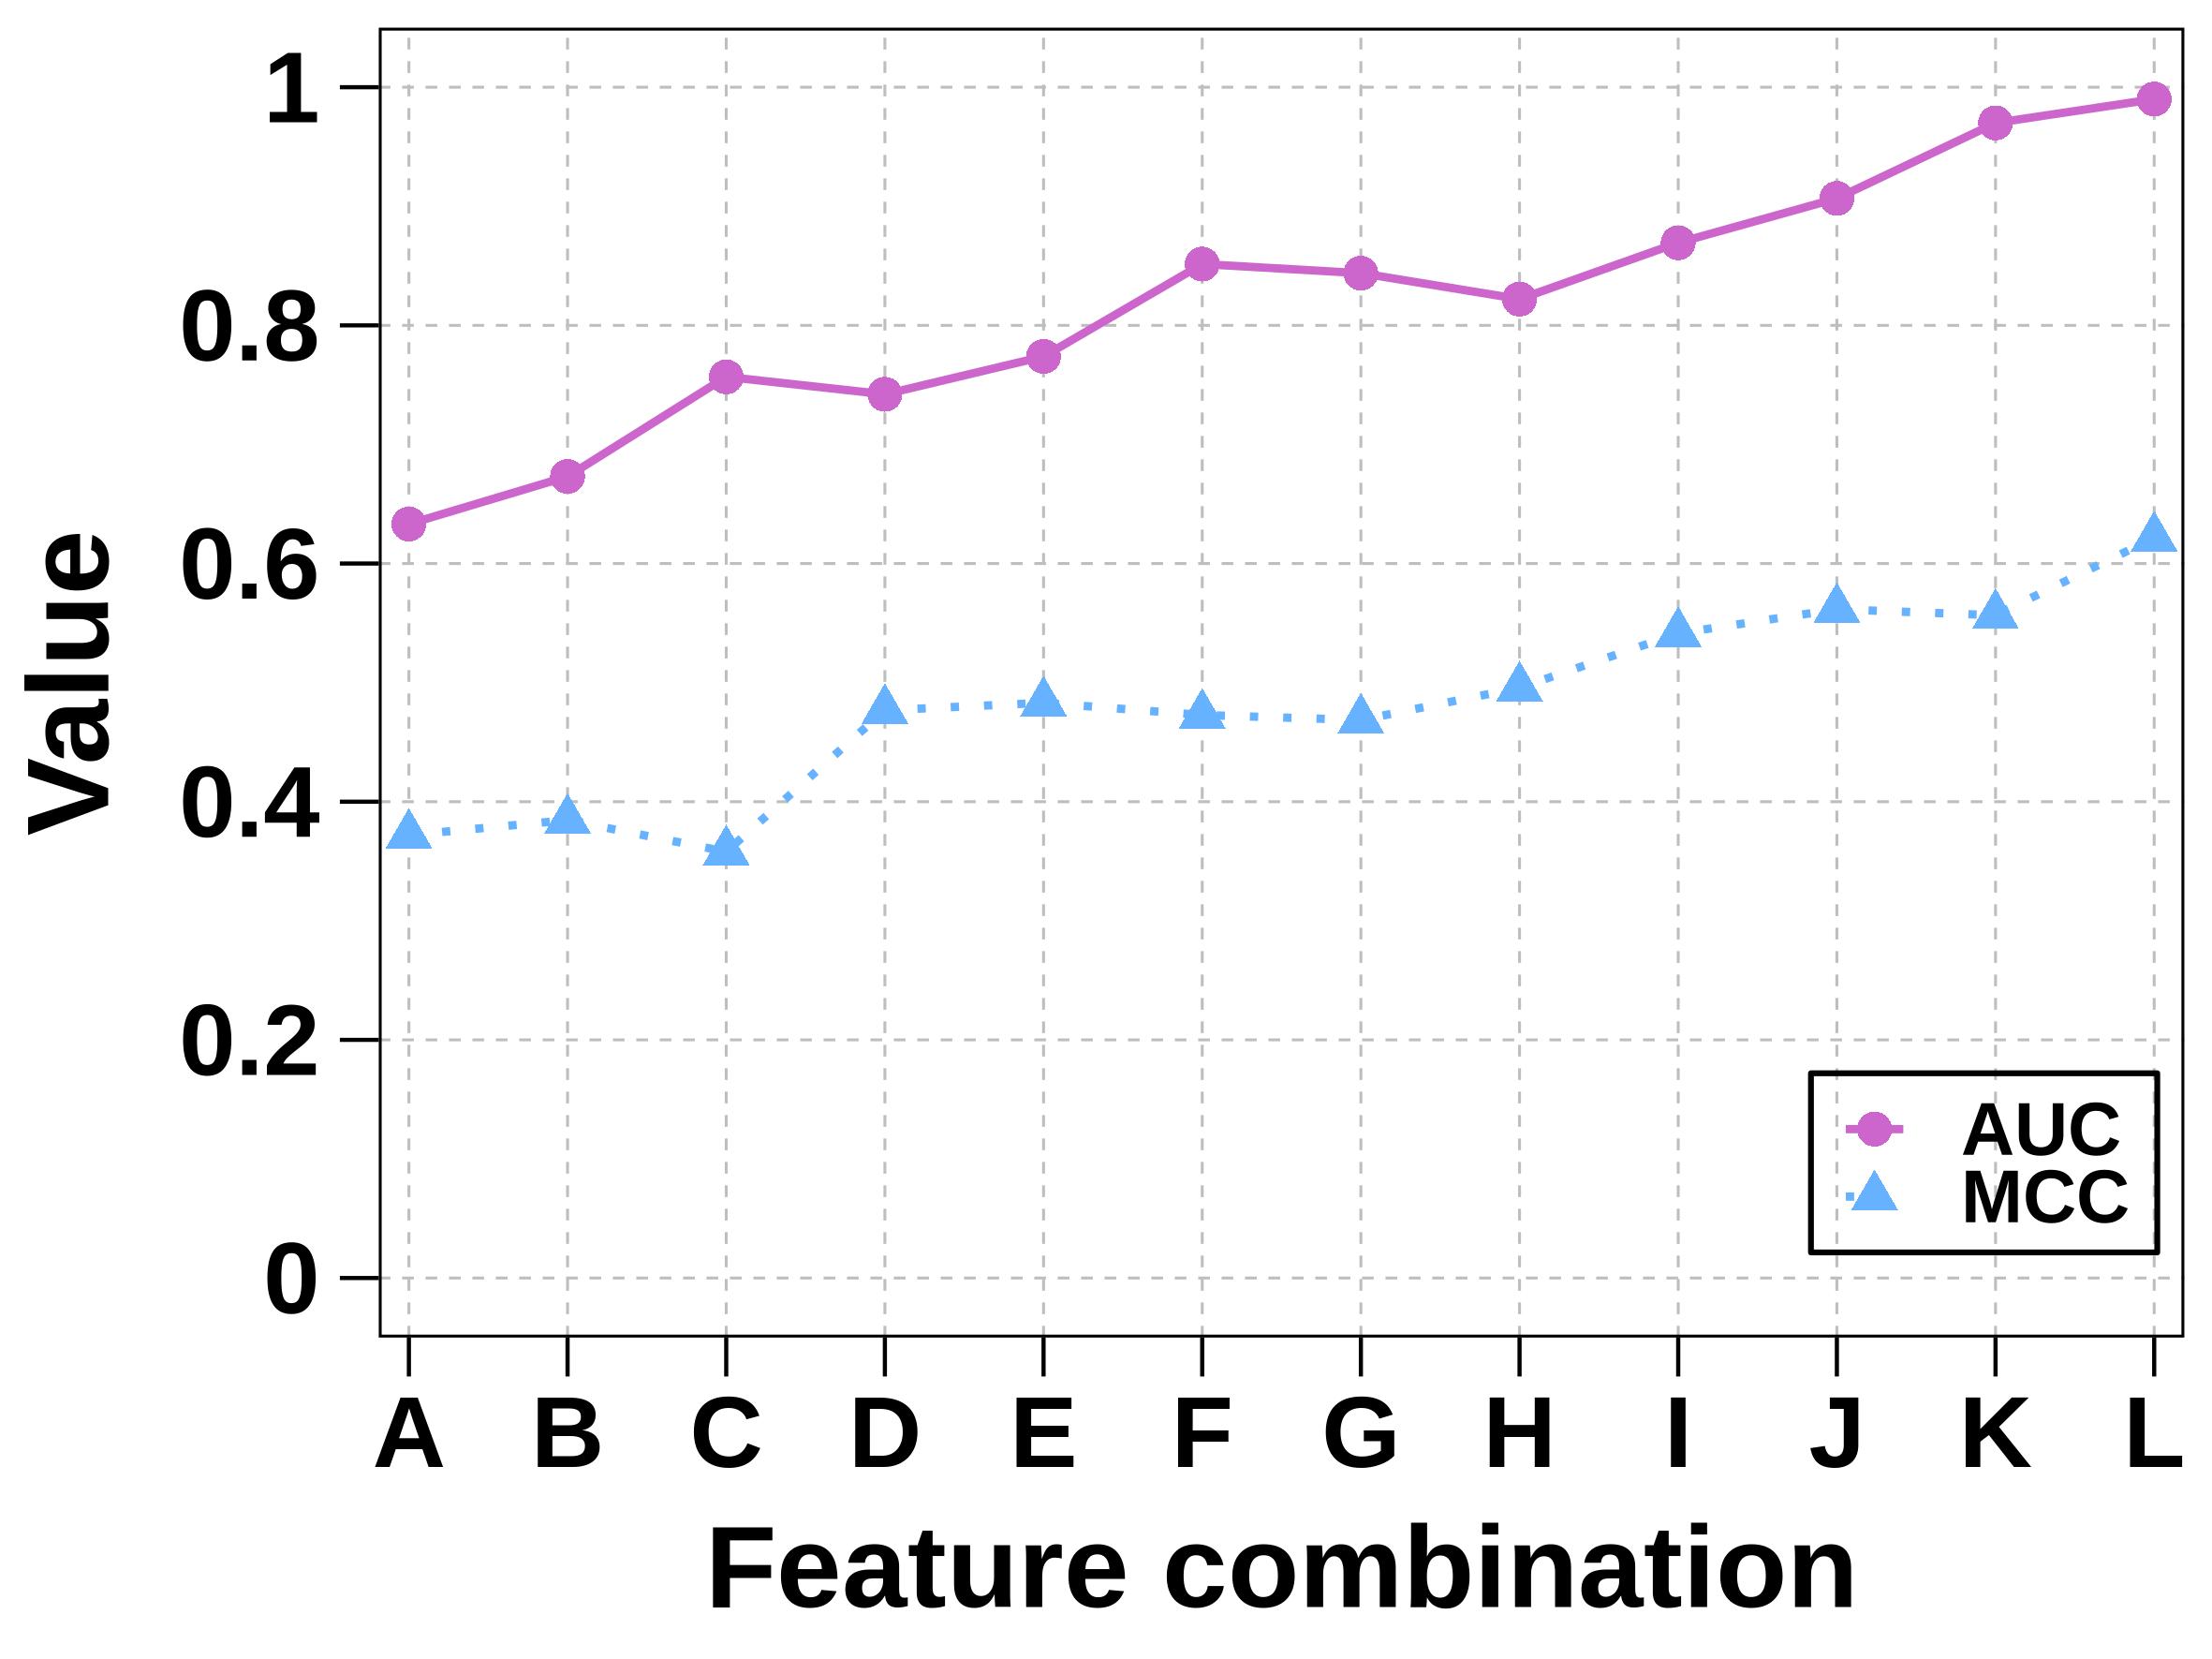 Value
1
0.8
0.6
0.4
0.2
0
AUC
MCC
A B C D E F G H I J K L
Feature combination